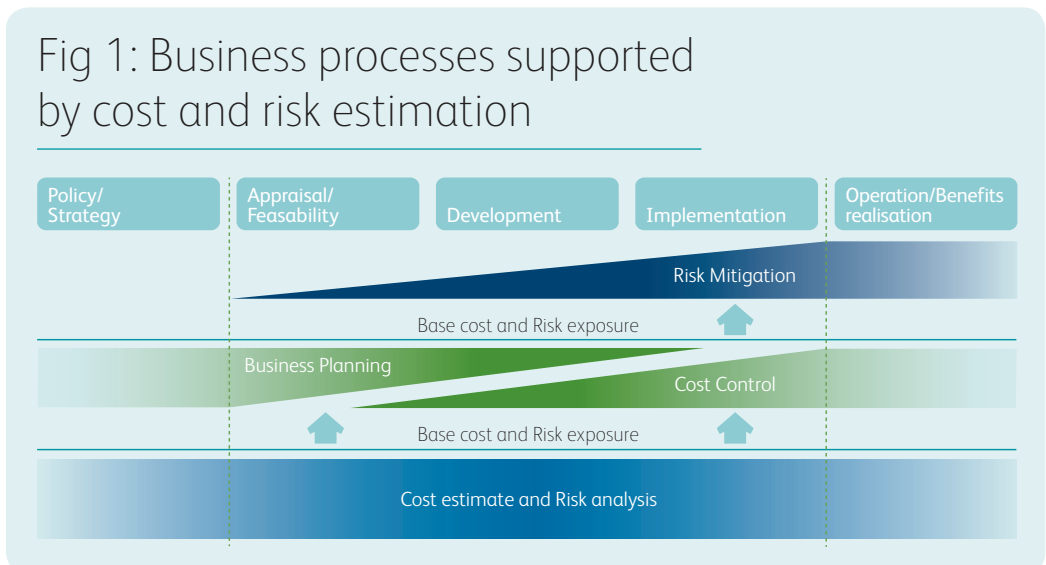 Fig 1: Business processes supported
by cost and risk estimation
Policy/
Strategy
Appraisal/
Feasability
Development
Implementation
Operation/Benefits
realisation
Risk Mitigation
Base cost and Risk exposure
Business Planning
Cost Control
Base cost and Risk exposure
Cost estimate and Risk analysis